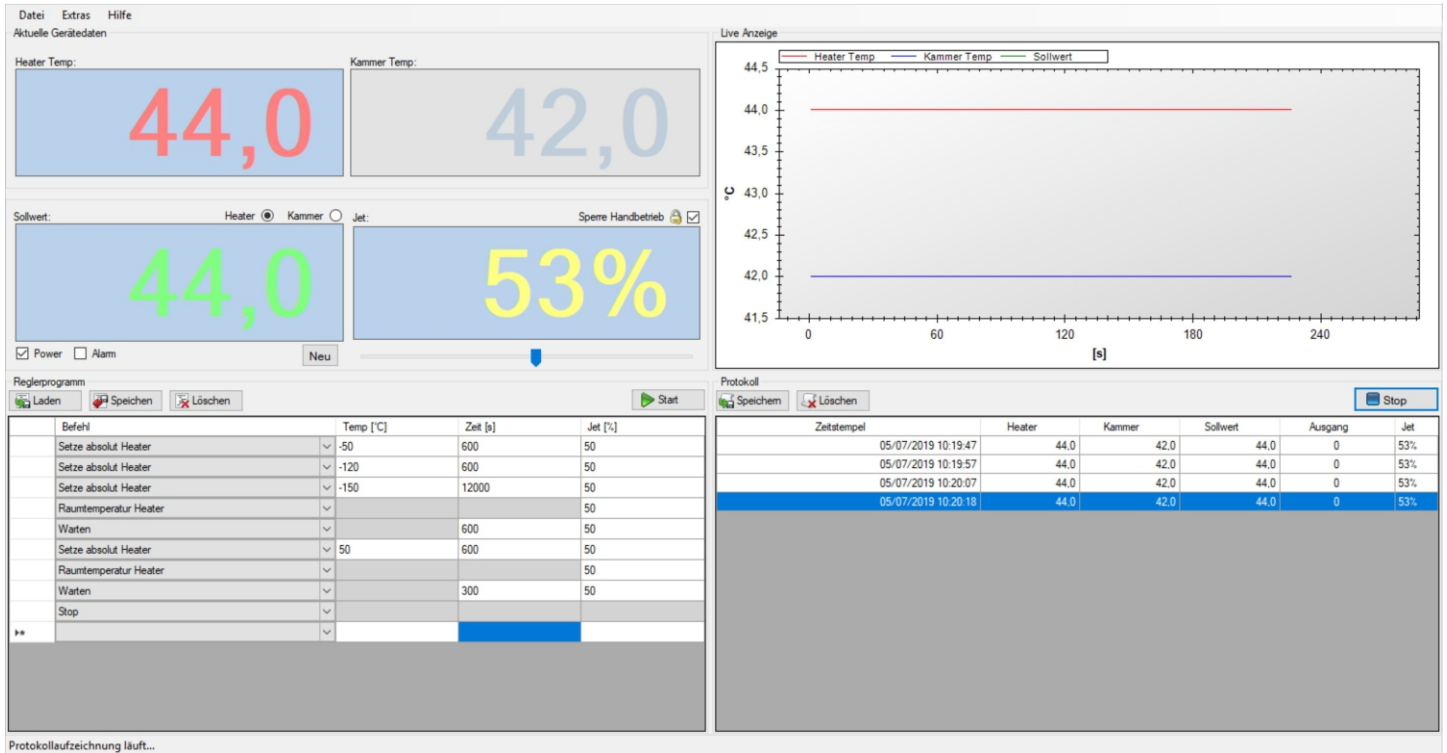 Datei Extras Hilfe
Aktuelle Gerätedaten
Heater Temp: Kammer Temp:
44,0 42,0
Sollwert: Heater Kammer Jet: Sperre Handbetrieb
44,0 53%
Power Alarm Neu
Live Anzeige
Heater Temp Kammer Temp Sollwert
44,5
44,0
43,5
43,0
42,5
42,0
41,5
°C
0 60 120 180 240
[s]
Reglerprogramm
Laden Speichen Löschen Start
Befehl Temp [°C] Zeit [s] Jet [%]
Setze absolut Heater -50 600 50
Setze absolut Heater -120 600 50
Setze absolut Heater -150 12000 50
Raumtemperatur Heater 50
Warten 600 50
Setze absolut Heater 50 600 50
Raumtemperatur Heater 50
Warten 300 50
Stop
Protokoll
Speichern Löschen Stop
Zeitstempel Heater Kammer Sollwert Ausgang Jet
05/07/2019 10:19:47 44,0 42,0 44,0 0 53%
05/07/2019 10:19:57 44,0 42,0 44,0 0 53%
05/07/2019 10:20:07 44,0 42,0 44,0 0 53%
05/07/2019 10:20:18 44,0 42,0 44,0 0 53%
Protokollaufzeichnung läuft...